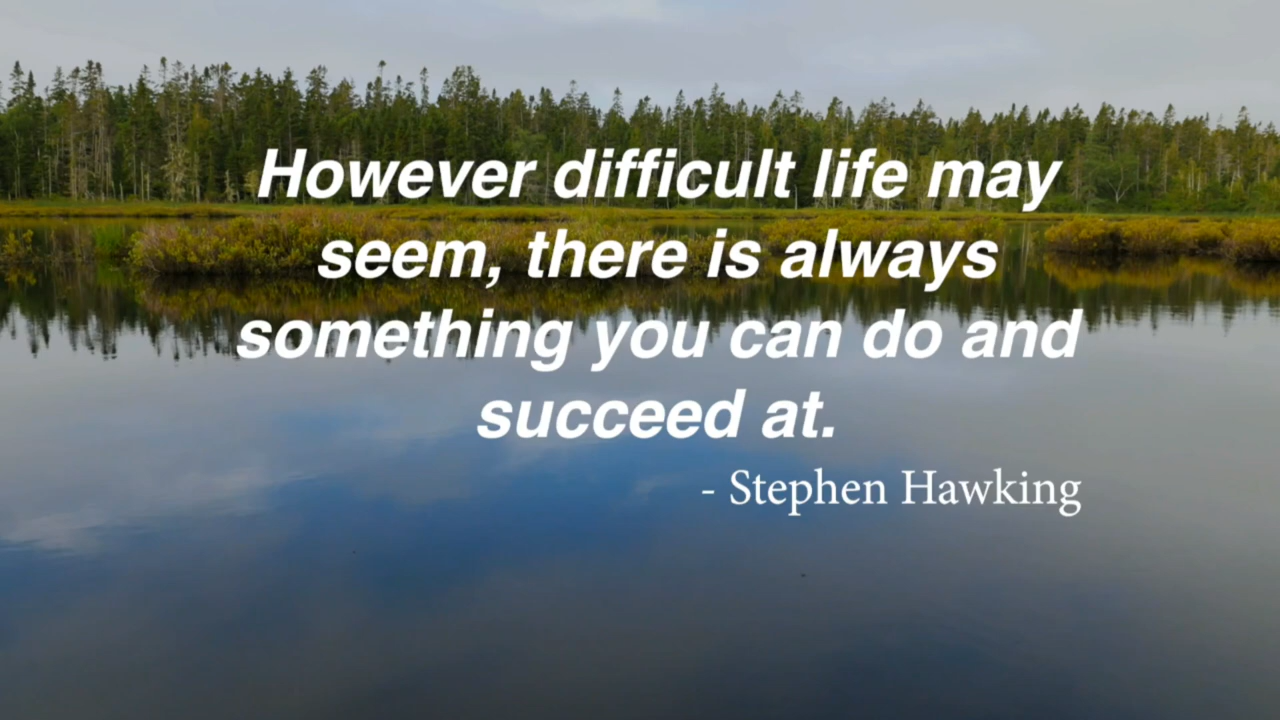 However difficult life may
seem, there is always
something you can do and
succeed at.
- Stephen Hawking